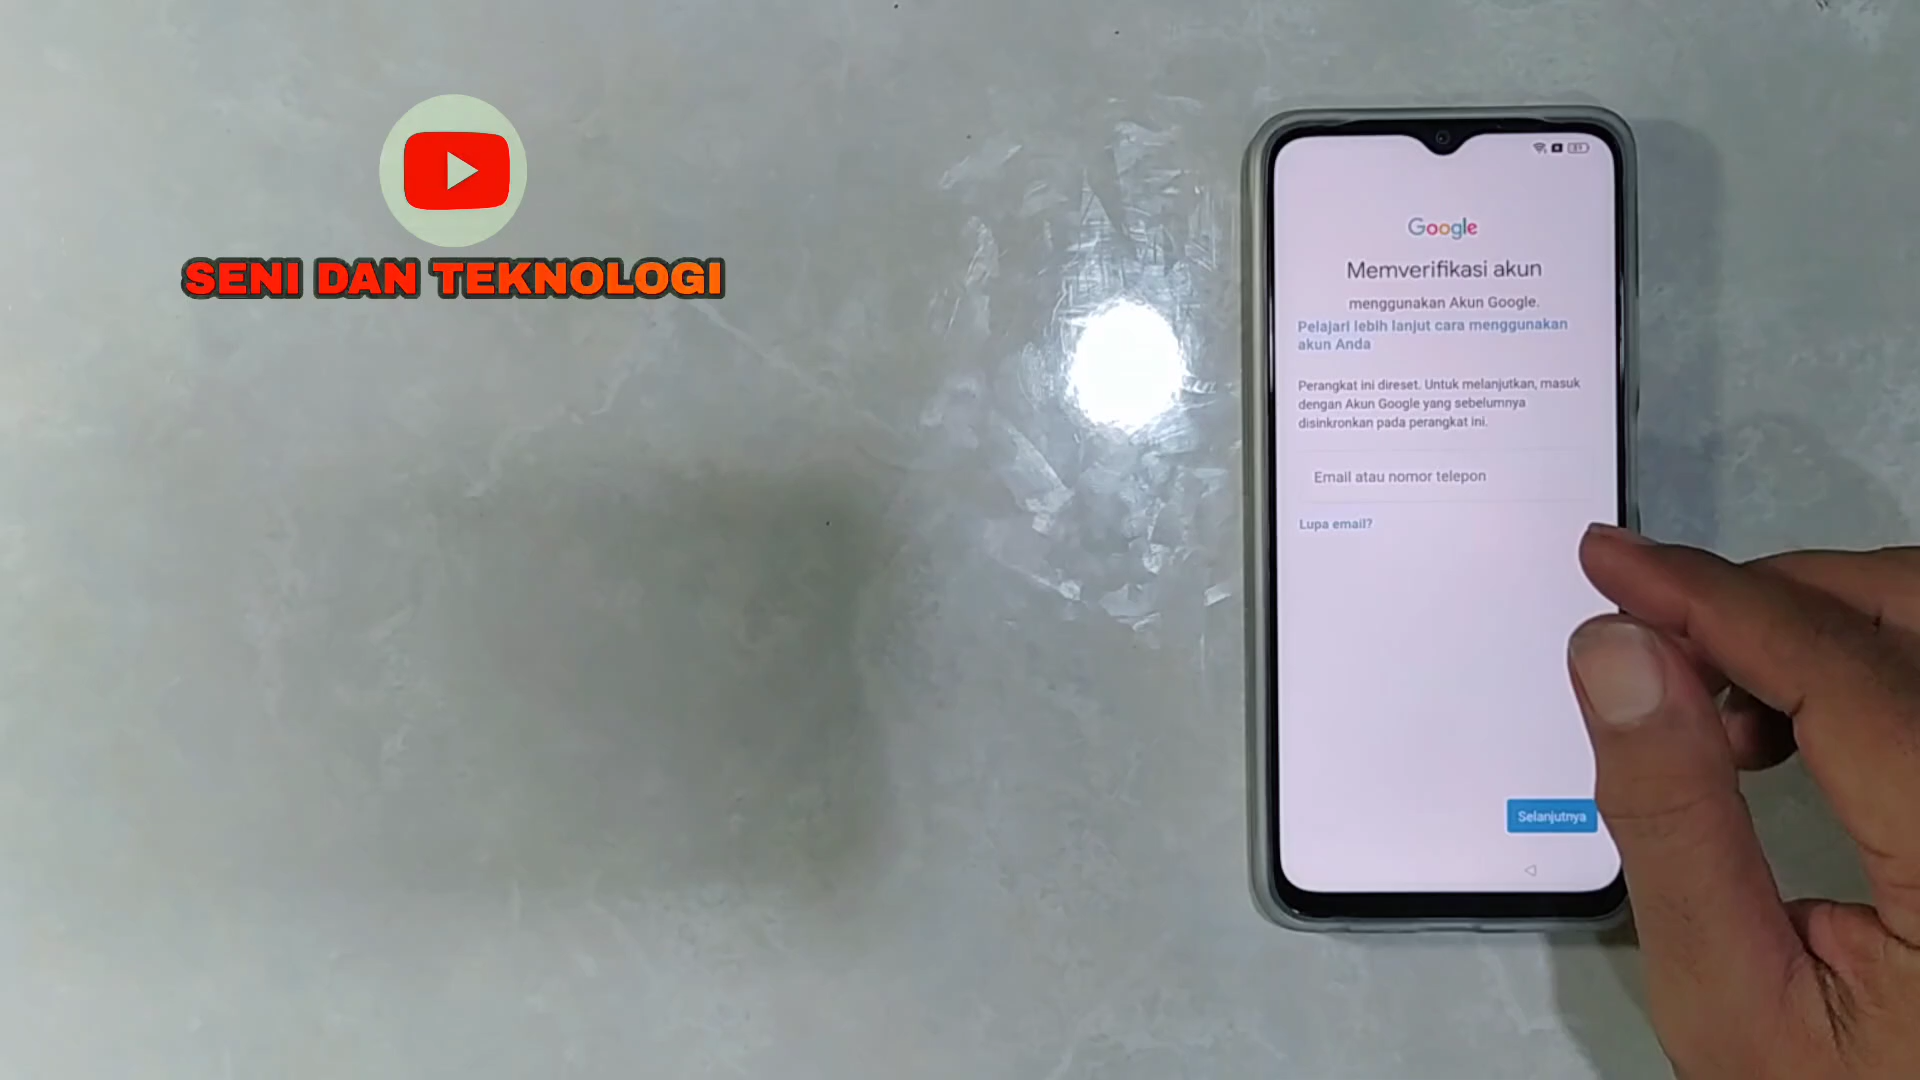 SENI DAN TEKNOLOGI
Google
Memverifikasi akun
menggunakan Akun Google.
Pelajari lebih lanjut cara menggunakan
akun Anda
Perangkat ini direset. Untuk melanjutkan, masuk
dengan Akun Google yang sebelumnya
disinkronkan pada perangkat ini.
Email atau nomor telepon
Lupa email?
Selanjutnya